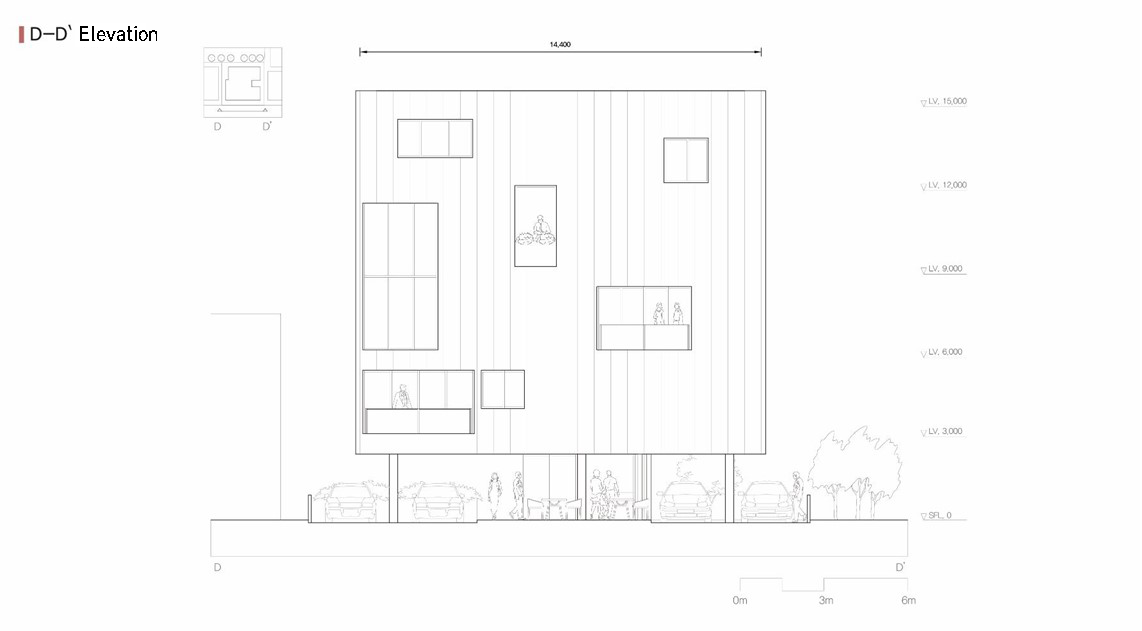 D–D‵ Elevation
14,400
D D'
LV. 15,000
LV. 12,000
LV. 9,000
LV. 6,000
LV. 3,000
SFL. 0
D D‵
0m 3m 6m